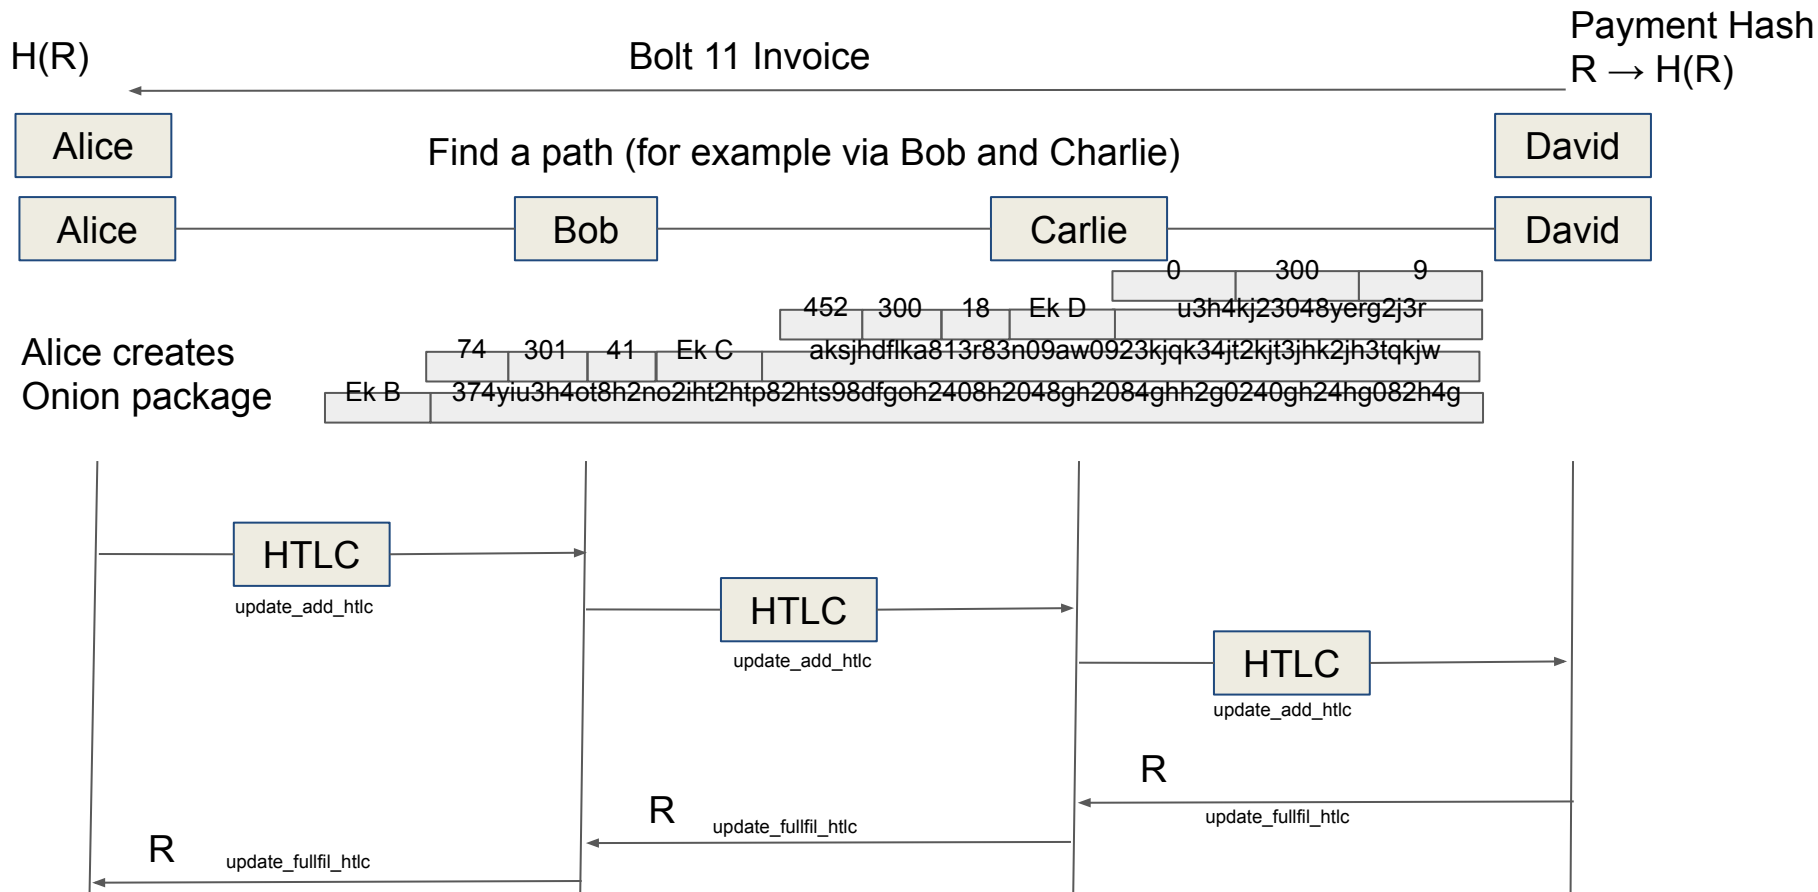 H(R)
Bolt 11 Invoice
Payment Hash
R → H(R)
Alice
Find a path (for example via Bob and Charlie)
David
Alice
Bob
Carlie
David
0 300 9
452 300 18 Ek D u3h4kj23048yerg2j3r
74 301 41 Ek C aksjhdflka813r83n09aw0923kjqk34jt2kjt3jhk2jh3tqkjw
Ek B 374yiu3h4ot8h2no2iht2htp82hts98dfgoh2408h2048gh2084ghh2g0240gh24hg082h4g
Alice creates
Onion package
HTLC
update_add_htlc
HTLC
update_add_htlc
HTLC
update_add_htlc
R
update_fullfil_htlc
R
update_fullfil_htlc
R
update_fullfil_htlc